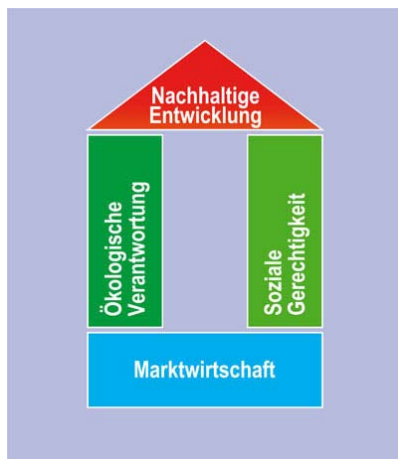 Nachhaltige
Entwicklung
Ökologische
Verantwortung
Soziale
Gerechtigkeit
Marktwirtschaft